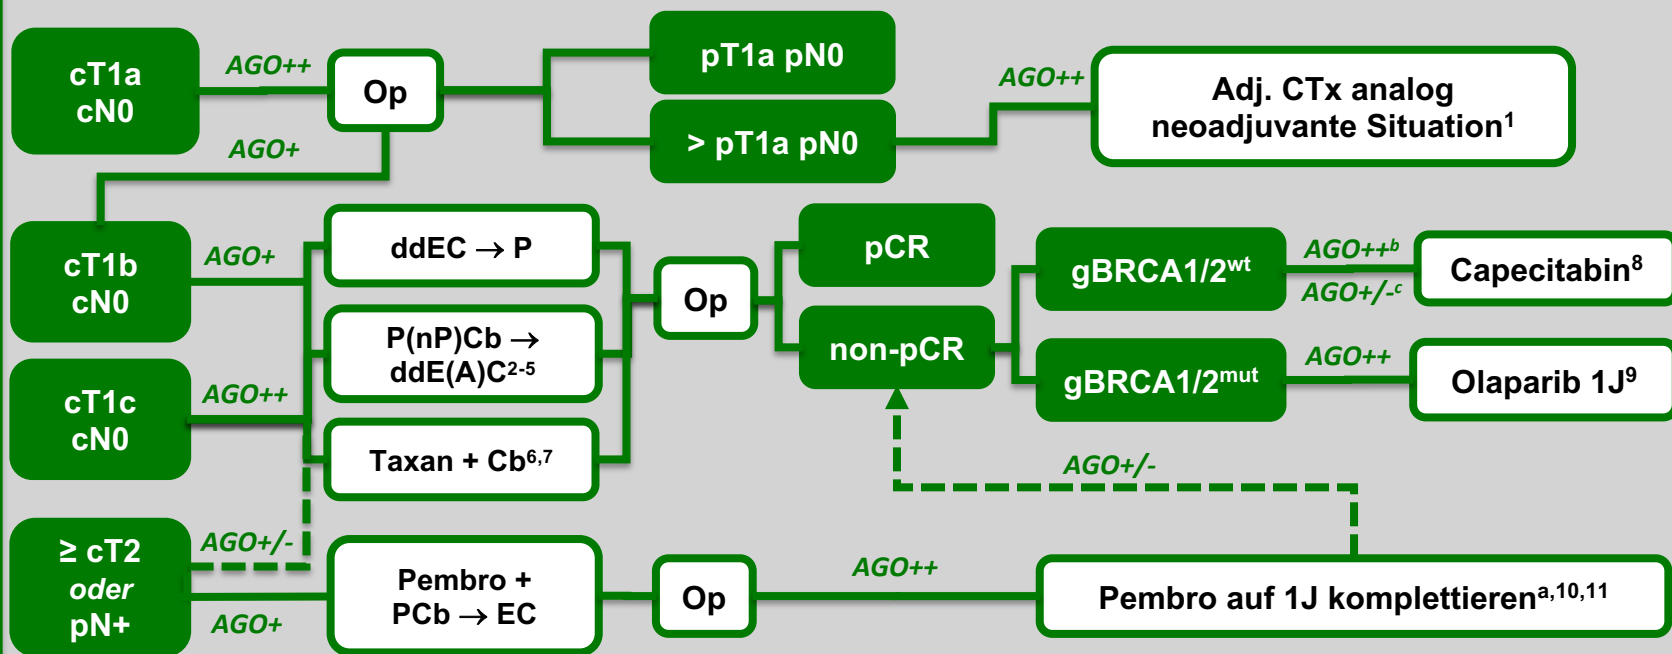 cT1a
cN0
AGO++
Op
pT1a pN0
> pT1a pN0
AGO++
Adj. CTx analog
neoadjuvante Situation¹
AGO+
cT1b
cN0
AGO+
ddEC → P
P(nP)Cb →
ddE(A)C²⁻⁵
Taxan + Cb⁶,⁷
cT1c
cN0
AGO++
Op
pCR
non-pCR
gBRCA1/2ʷᵗ
AGO++ᵇ
AGO+/-ᶜ
Capecitabin⁸
gBRCA1/2ᵐᵘᵗ
AGO++
Olaparib 1J⁹
AGO+/-
≥ cT2
oder
pN+
AGO+/-
AGO+
Pembro +
PCb → EC
Op
AGO++
Pembro auf 1J komplettierenᵃ,¹⁰,¹¹